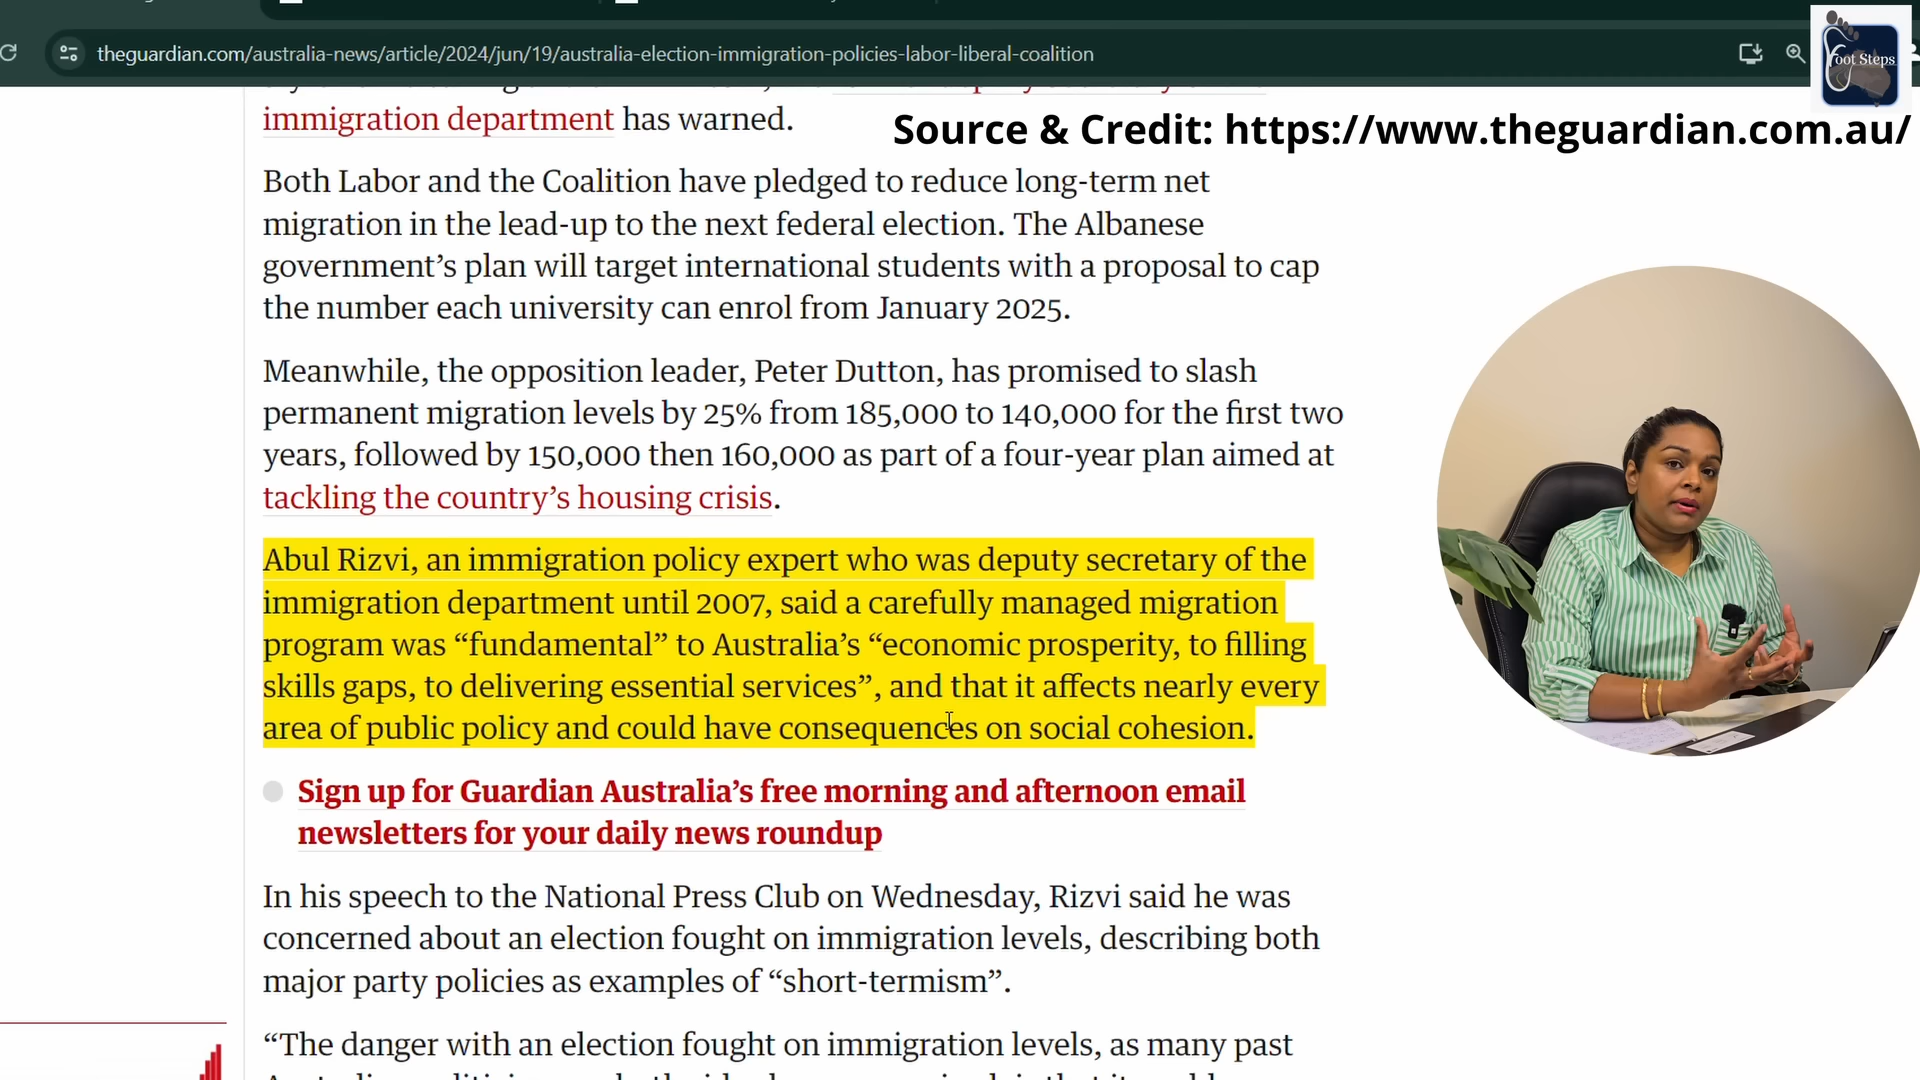 theguardian.com/australia-news/article/2024/jun/19/australia-election-immigration-policies-labor-liberal-coalition
Foot Steps
Source & Credit: https://www.theguardian.com.au/
immigration department has warned.
Both Labor and the Coalition have pledged to reduce long-term net
migration in the lead-up to the next federal election. The Albanese
government’s plan will target international students with a proposal to cap
the number each university can enrol from January 2025.
Meanwhile, the opposition leader, Peter Dutton, has promised to slash
permanent migration levels by 25% from 185,000 to 140,000 for the first two
years, followed by 150,000 then 160,000 as part of a four-year plan aimed at
tackling the country’s housing crisis.
Abul Rizvi, an immigration policy expert who was deputy secretary of the
immigration department until 2007, said a carefully managed migration
program was “fundamental” to Australia’s “economic prosperity, to filling
skills gaps, to delivering essential services”, and that it affects nearly every
area of public policy and could have consequences on social cohesion.
Sign up for Guardian Australia’s free morning and afternoon email
newsletters for your daily news roundup
In his speech to the National Press Club on Wednesday, Rizvi said he was
concerned about an election fought on immigration levels, describing both
major party policies as examples of “short-termism”.
“The danger with an election fought on immigration levels, as many past